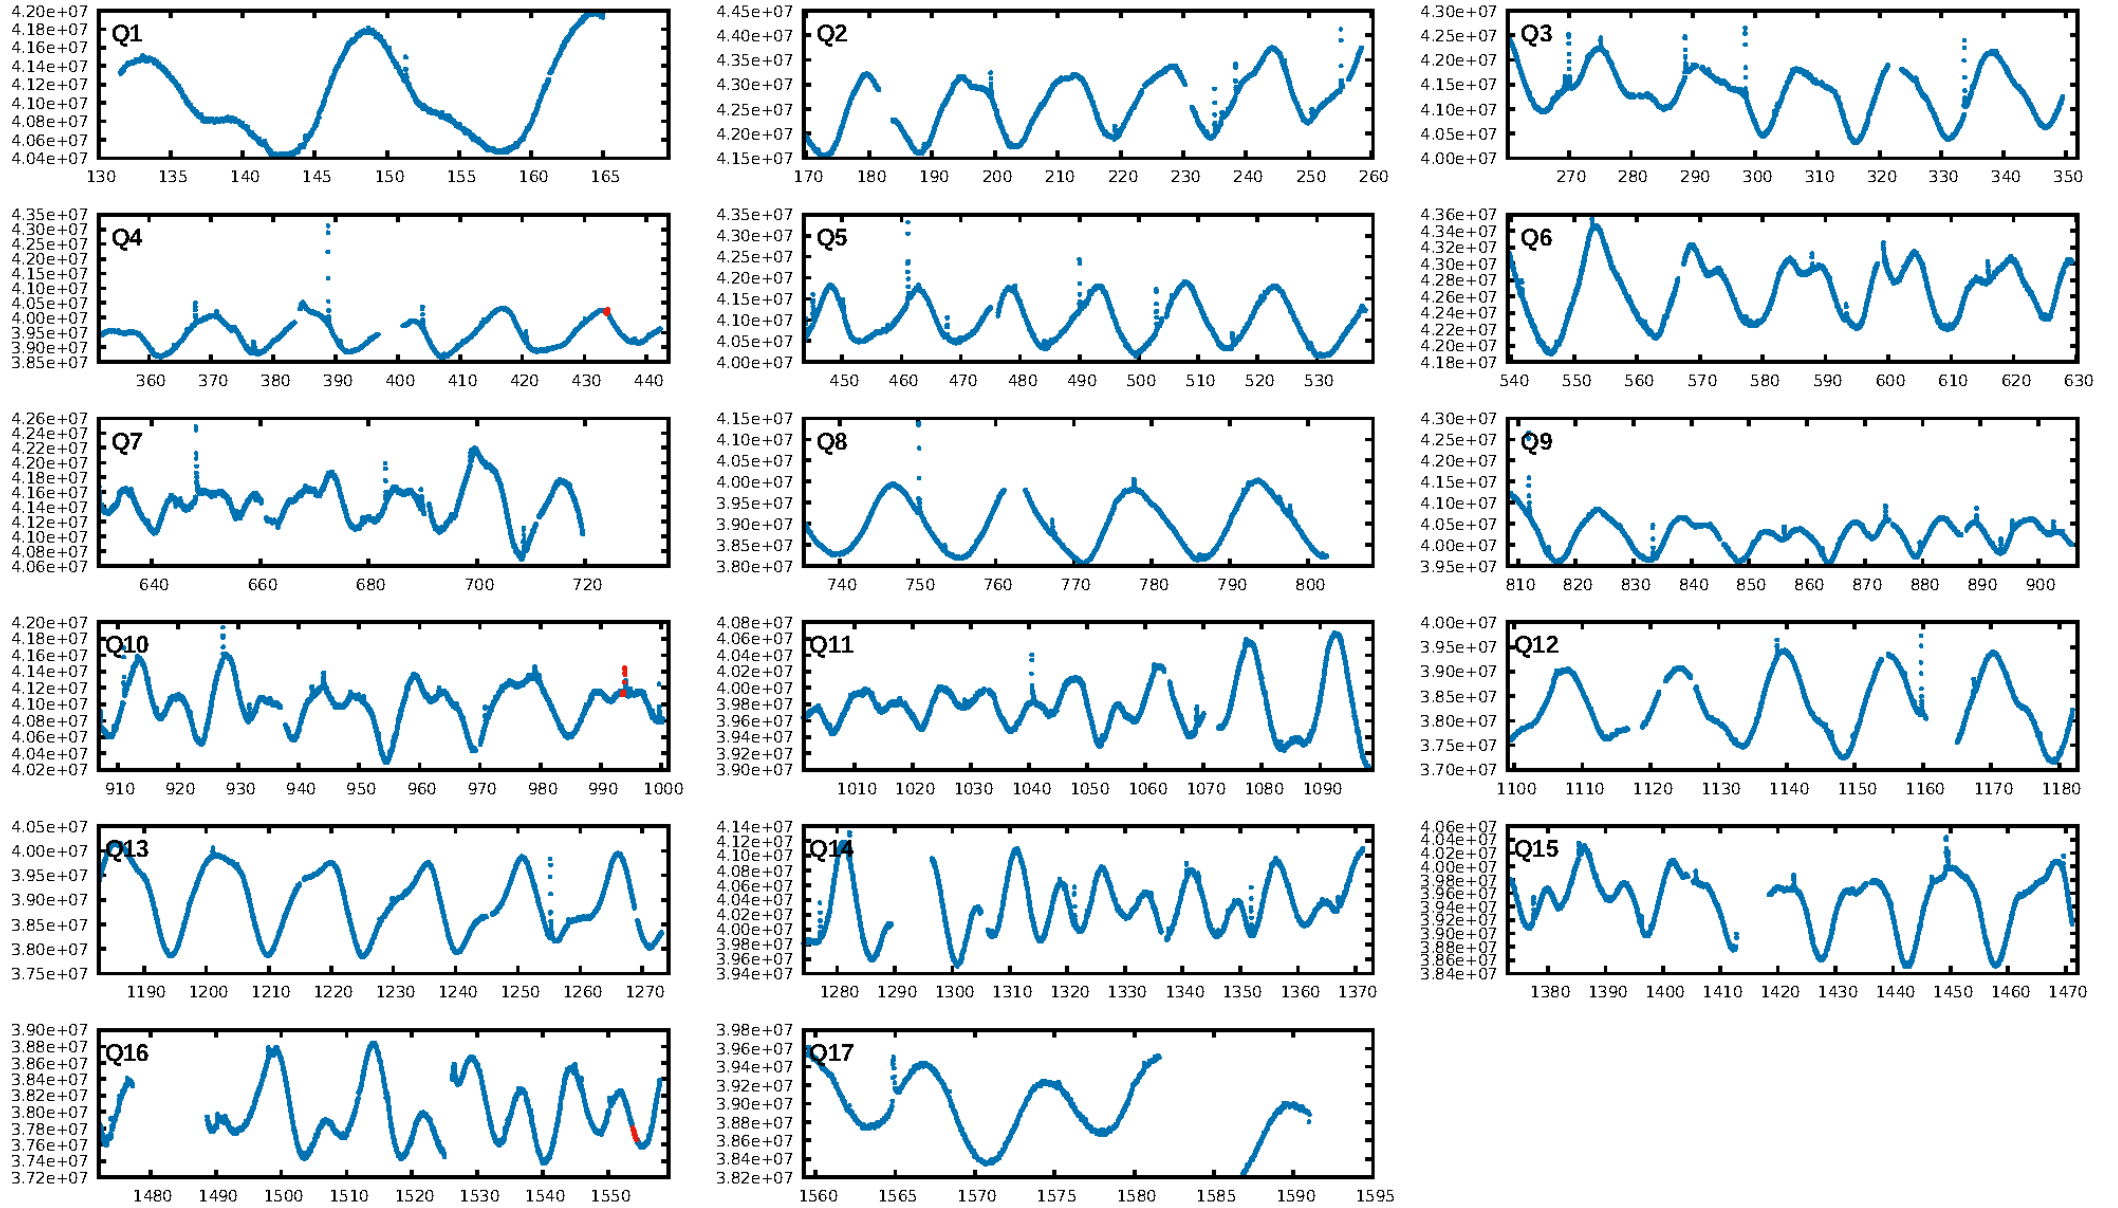 4.20e+07 4.18e+07 4.16e+07 4.14e+07 4.12e+07 4.10e+07 4.08e+07 4.06e+07 4.04e+07
Q1
130 135 140 145 150 155 160 165
4.45e+07 4.40e+07 4.35e+07 4.30e+07 4.25e+07 4.20e+07 4.15e+07
Q2
170 180 190 200 210 220 230 240 250 260
4.30e+07 4.25e+07 4.20e+07 4.15e+07 4.10e+07 4.05e+07 4.00e+07
Q3
270 280 290 300 310 320 330 340 350
4.35e+07 4.30e+07 4.25e+07 4.20e+07 4.15e+07 4.10e+07 4.05e+07 4.00e+07 3.95e+07 3.90e+07 3.85e+07
Q4
360 370 380 390 400 410 420 430 440
4.35e+07 4.30e+07 4.25e+07 4.20e+07 4.15e+07 4.10e+07 4.05e+07 4.00e+07
Q5
450 460 470 480 490 500 510 520 530
4.36e+07 4.34e+07 4.32e+07 4.30e+07 4.28e+07 4.26e+07 4.24e+07 4.22e+07 4.20e+07 4.18e+07
Q6
540 550 560 570 580 590 600 610 620 630
4.26e+07 4.24e+07 4.22e+07 4.20e+07 4.18e+07 4.16e+07 4.14e+07 4.12e+07 4.10e+07 4.08e+07 4.06e+07
Q7
640 660 680 700 720
4.15e+07 4.10e+07 4.05e+07 4.00e+07 3.95e+07 3.90e+07 3.85e+07 3.80e+07
Q8
740 750 760 770 780 790 800
4.30e+07 4.25e+07 4.20e+07 4.15e+07 4.10e+07 4.05e+07 4.00e+07 3.95e+07
Q9
810 820 830 840 850 860 870 880 890 900
4.20e+07 4.18e+07 4.16e+07 4.14e+07 4.12e+07 4.10e+07 4.08e+07 4.06e+07 4.04e+07 4.02e+07
Q10
910 920 930 940 950 960 970 980 990 1000
4.08e+07 4.06e+07 4.04e+07 4.02e+07 4.00e+07 3.98e+07 3.96e+07 3.94e+07 3.92e+07 3.90e+07
Q11
1010 1020 1030 1040 1050 1060 1070 1080 1090
4.00e+07 3.95e+07 3.90e+07 3.85e+07 3.80e+07 3.75e+07 3.70e+07
Q12
1100 1110 1120 1130 1140 1150 1160 1170 1180
4.05e+07 4.00e+07 3.95e+07 3.90e+07 3.85e+07 3.80e+07 3.75e+07
Q13
1190 1200 1210 1220 1230 1240 1250 1260 1270
4.14e+07 4.12e+07 4.10e+07 4.08e+07 4.06e+07 4.04e+07 4.02e+07 4.00e+07 3.98e+07 3.96e+07 3.94e+07
Q14
1280 1290 1300 1310 1320 1330 1340 1350 1360 1370
4.06e+07 4.04e+07 4.02e+07 4.00e+07 3.98e+07 3.96e+07 3.94e+07 3.92e+07 3.90e+07 3.88e+07 3.86e+07 3.84e+07
Q15
1380 1390 1400 1410 1420 1430 1440 1450 1460 1470
3.90e+07 3.88e+07 3.86e+07 3.84e+07 3.82e+07 3.80e+07 3.78e+07 3.76e+07 3.74e+07 3.72e+07
Q16
1480 1490 1500 1510 1520 1530 1540 1550
3.98e+07 3.96e+07 3.94e+07 3.92e+07 3.90e+07 3.88e+07 3.86e+07 3.84e+07 3.82e+07
Q17
1560 1565 1570 1575 1580 1585 1590 1595